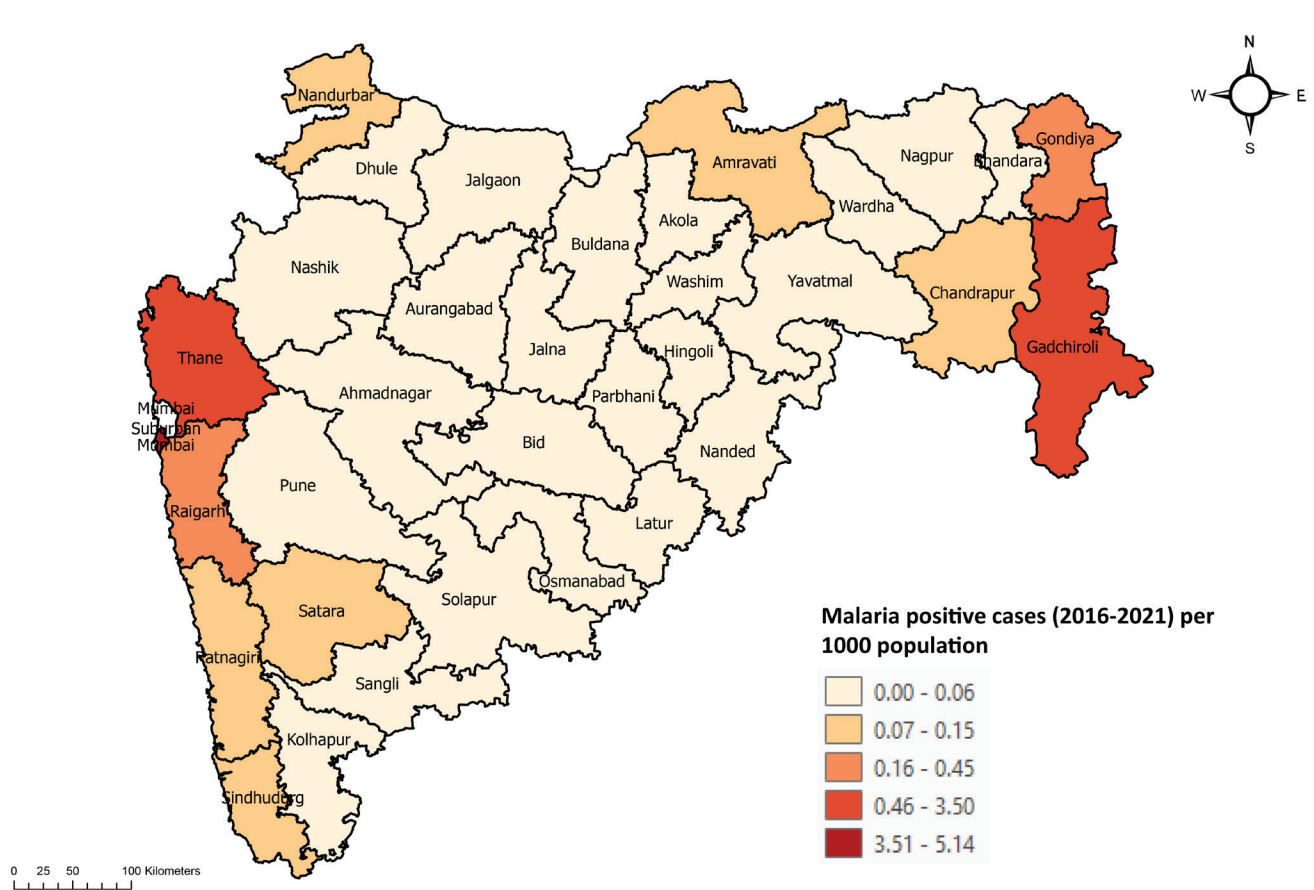 N
W E
S
Nandurbar
Dhule
Jalgaon
Amravati
Nagpur
Bhandara
Gondiya
Akola
Wardha
Buldana
Nashik
Washim
Yavatmal
Chandrapur
Aurangabad
Jalna
Hingoli
Gadchiroli
Thane
Ahmadnagar
Parbhani
Mumbai
Suburban
Mumbai
Bid
Nanded
Pune
Raigarh
Latur
Osmanabad
Solapur
Satara
Ratnagiri
Sangli
Kolhapur
Sindhudurg
Malaria positive cases (2016-2021) per
1000 population
0.00 - 0.06
0.07 - 0.15
0.16 - 0.45
0.46 - 3.50
3.51 - 5.14
0 25 50 100 Kilometers